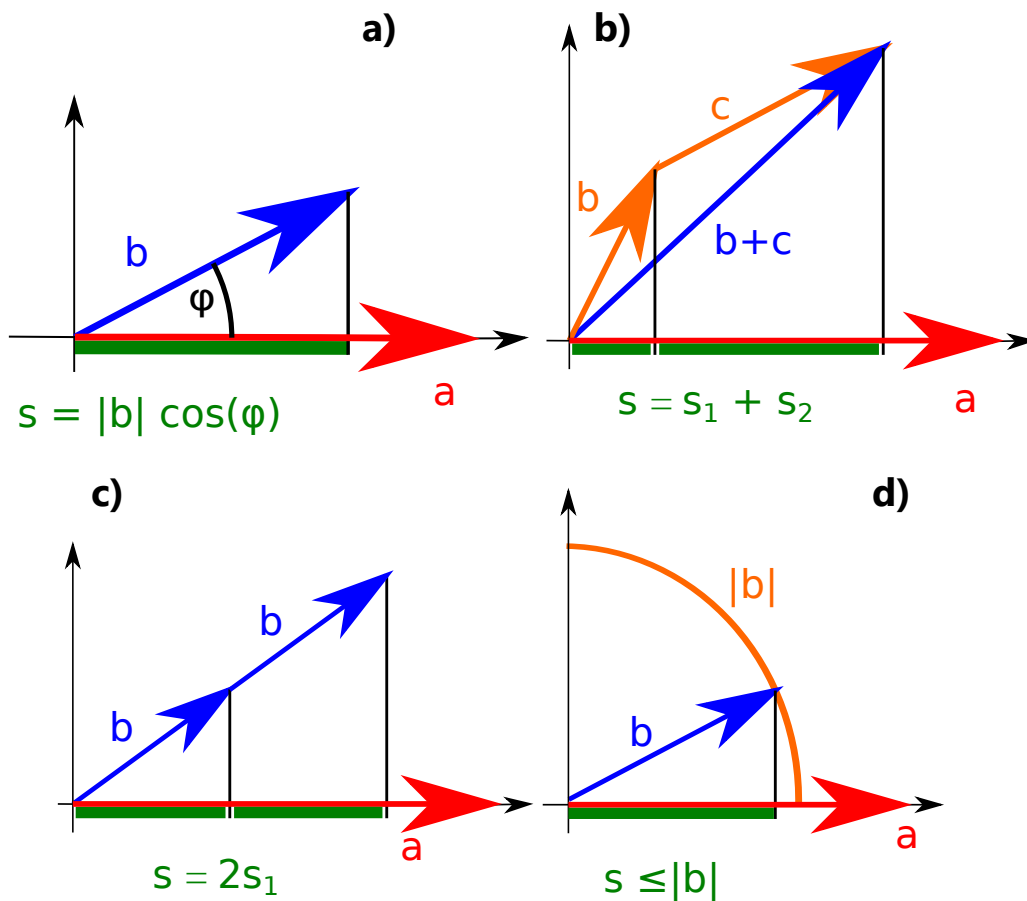 a)
b
φ
a
s = |b| cos(φ)
b)
c
b
b+c
a
s = s₁ + s₂
c)
b
b
a
s = 2s₁
d)
|b|
b
a
s ≤|b|